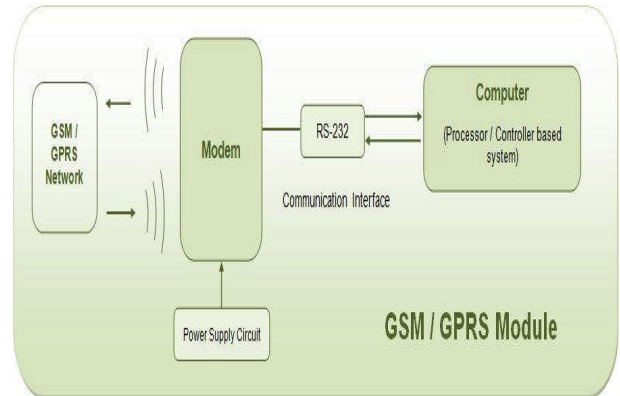 GSM /
GPRS
Network
Modem
RS-232
Communication Interface
Computer
(Processor / Controller based
system)
Power Supply Circuit
GSM / GPRS Module